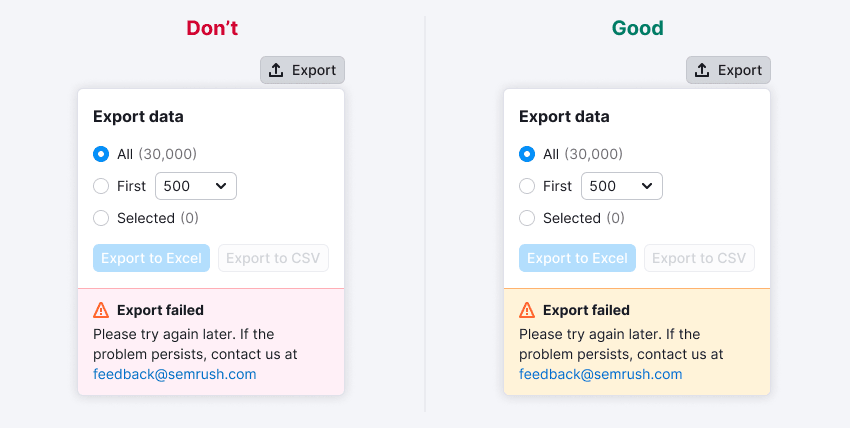 Don't
Export
Export data
All (30,000)
First 500
Selected (0)
Export to Excel Export to CSV
Export failed
Please try again later. If the
problem persists, contact us at
feedback@semrush.com
Good
Export
Export data
All (30,000)
First 500
Selected (0)
Export to Excel Export to CSV
Export failed
Please try again later. If the
problem persists, contact us at
feedback@semrush.com